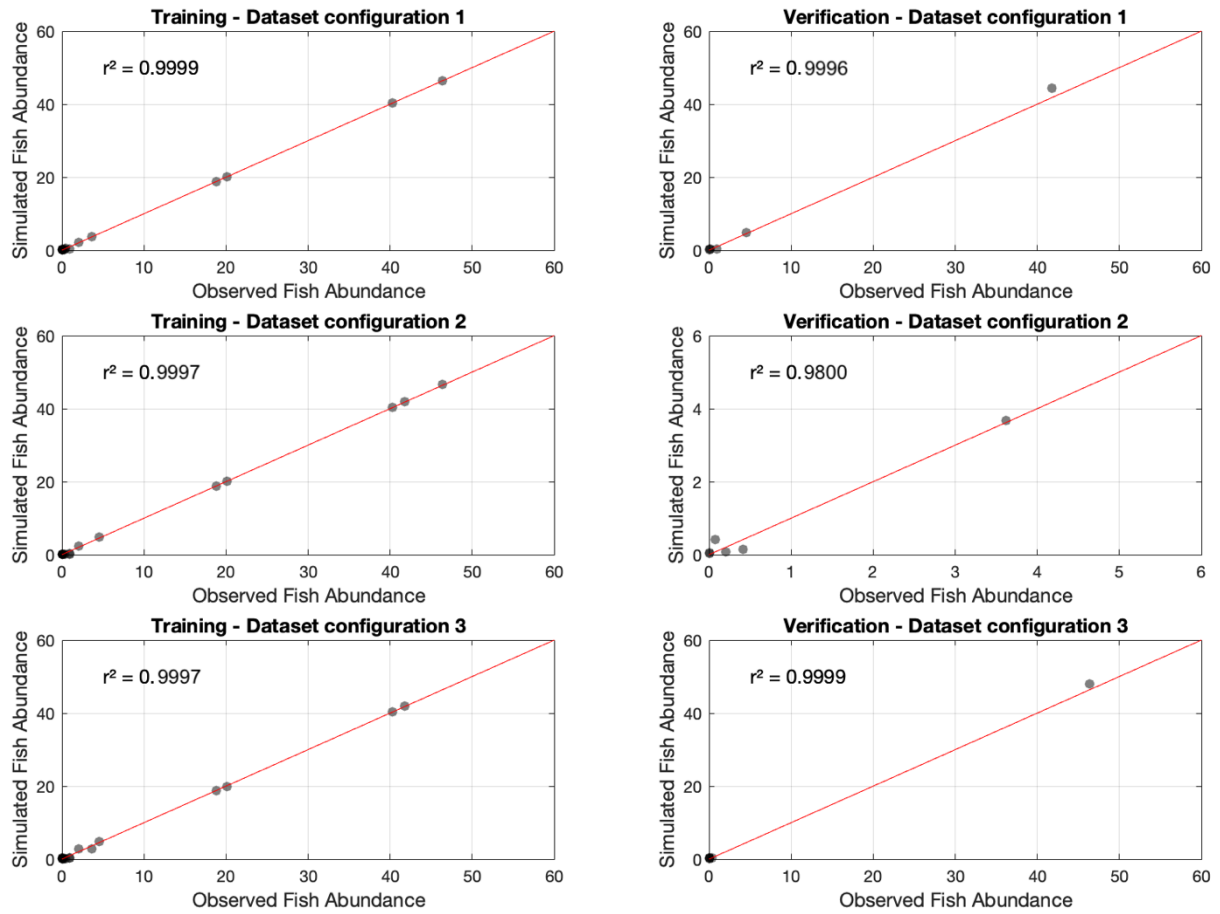 Training - Dataset configuration 1
Verification - Dataset configuration 1
60
40
20
0
Simulated Fish Abundance
r² = 0.9999
0 10 20 30 40 50 60
Observed Fish Abundance
60
40
20
0
Simulated Fish Abundance
r² = 0.9996
0 10 20 30 40 50 60
Observed Fish Abundance
Training - Dataset configuration 2
Verification - Dataset configuration 2
60
40
20
0
Simulated Fish Abundance
r² = 0.9997
0 10 20 30 40 50 60
Observed Fish Abundance
6
4
2
0
Simulated Fish Abundance
r² = 0.9800
0 1 2 3 4 5 6
Observed Fish Abundance
Training - Dataset configuration 3
Verification - Dataset configuration 3
60
40
20
0
Simulated Fish Abundance
r² = 0.9997
0 10 20 30 40 50 60
Observed Fish Abundance
60
40
20
0
Simulated Fish Abundance
r² = 0.9999
0 10 20 30 40 50 60
Observed Fish Abundance